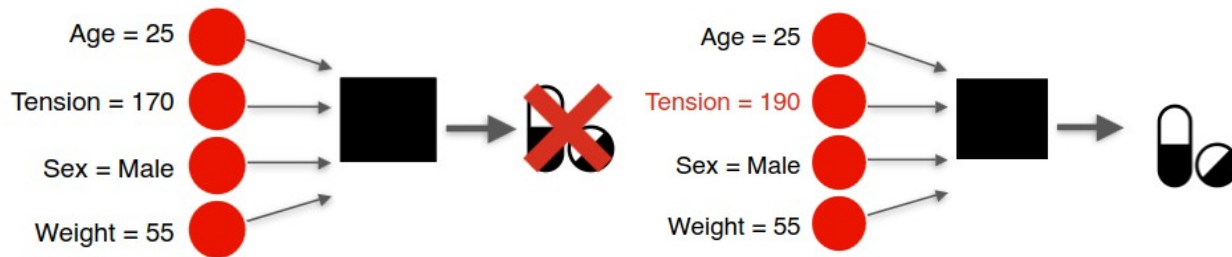 Age = 25
Tension = 170
Sex = Male
Weight = 55
Age = 25
Tension = 190
Sex = Male
Weight = 55